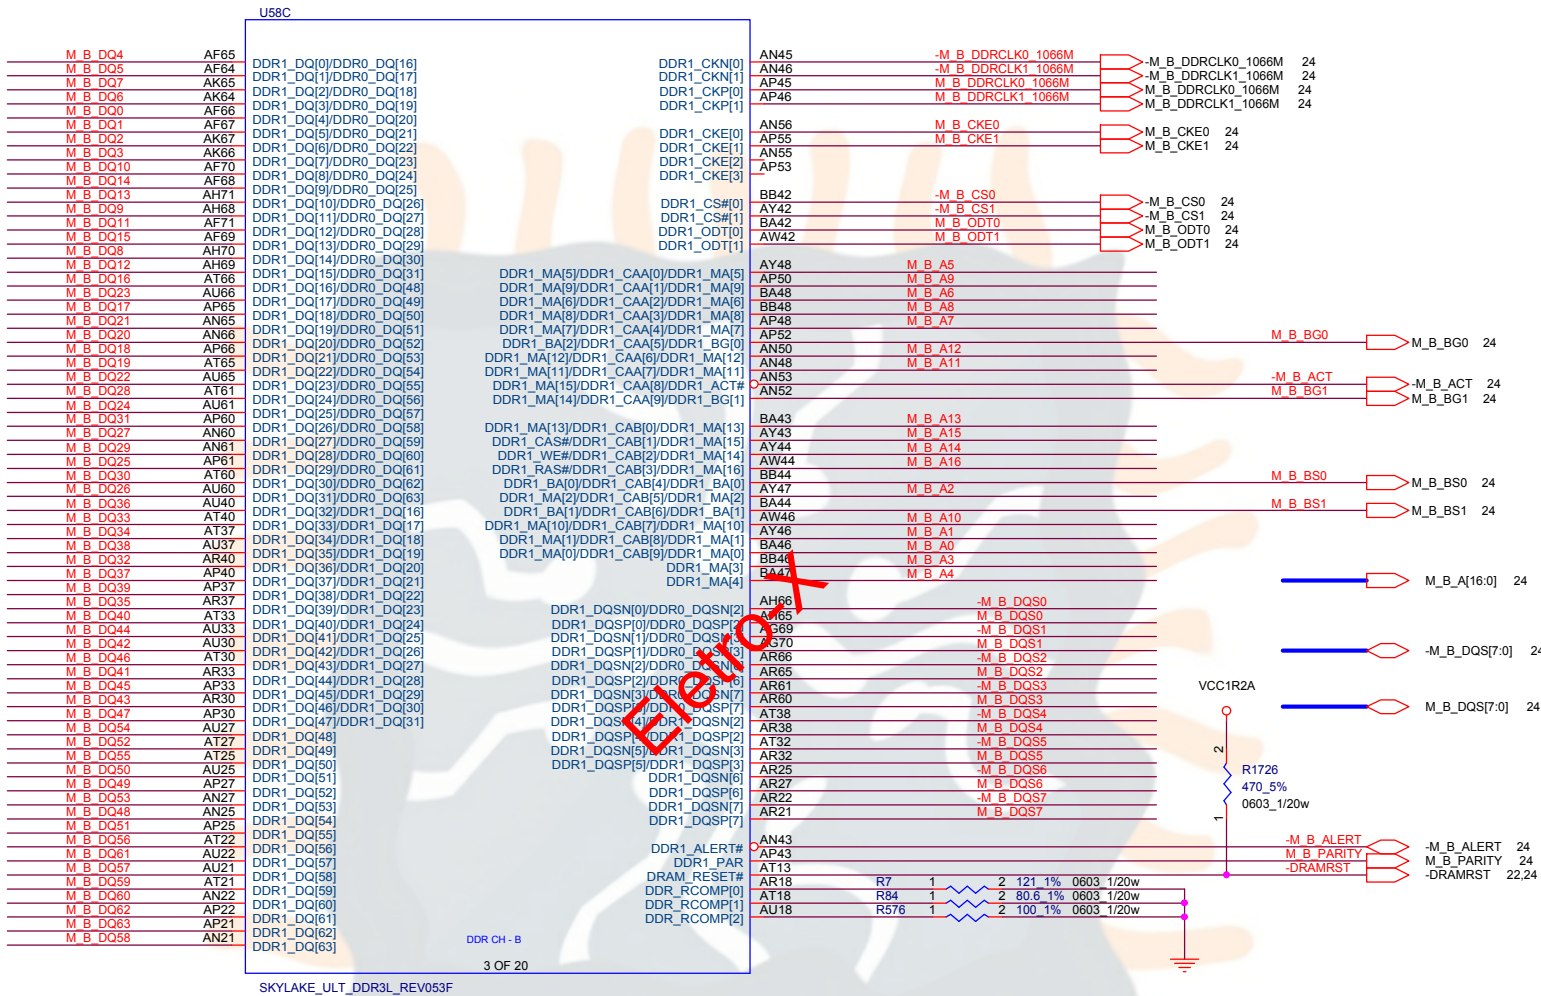 U58C
M_B_DQ4 AF65 DDR1_DQ[0]/DDR0_DQ[16] DDR1_CKN[0] AN45 -M_B_DDRCLK0_1066M -M_B_DDRCLK0_1066M 24
M_B_DQ5 AF64 DDR1_DQ[1]/DDR0_DQ[17] DDR1_CKN[1] AN46 -M_B_DDRCLK1_1066M -M_B_DDRCLK1_1066M 24
M_B_DQ7 AK65 DDR1_DQ[2]/DDR0_DQ[18] DDR1_CKP[0] AP45 M_B_DDRCLK0_1066M M_B_DDRCLK0_1066M 24
M_B_DQ6 AK64 DDR1_DQ[3]/DDR0_DQ[19] DDR1_CKP[1] AP46 M_B_DDRCLK1_1066M M_B_DDRCLK1_1066M 24
M_B_DQ0 AF66 DDR1_DQ[4]/DDR0_DQ[20]
M_B_DQ1 AF67 DDR1_DQ[5]/DDR0_DQ[21] DDR1_CKE[0] AN56 M_B_CKE0 M_B_CKE0 24
M_B_DQ2 AK67 DDR1_DQ[6]/DDR0_DQ[22] DDR1_CKE[1] AP55 M_B_CKE1 M_B_CKE1 24
M_B_DQ3 AK66 DDR1_DQ[7]/DDR0_DQ[23] DDR1_CKE[2] AN55
M_B_DQ10 AF70 DDR1_DQ[8]/DDR0_DQ[24] DDR1_CKE[3] AP53
M_B_DQ14 AF68 DDR1_DQ[9]/DDR0_DQ[25]
M_B_DQ13 AH71 DDR1_DQ[10]/DDR0_DQ[26] DDR1_CS#[0] BB42 -M_B_CS0 -M_B_CS0 24
M_B_DQ9 AH68 DDR1_DQ[11]/DDR0_DQ[27] DDR1_CS#[1] AY42 -M_B_CS1 -M_B_CS1 24
M_B_DQ11 AF71 DDR1_DQ[12]/DDR0_DQ[28] DDR1_ODT[0] BA42 M_B_ODT0 M_B_ODT0 24
M_B_DQ15 AF69 DDR1_DQ[13]/DDR0_DQ[29] DDR1_ODT[1] AW42 M_B_ODT1 M_B_ODT1 24
M_B_DQ8 AH70 DDR1_DQ[14]/DDR0_DQ[30]
M_B_DQ12 AH69 DDR1_DQ[15]/DDR0_DQ[31] DDR1_MA[5]/DDR1_CAA[0]/DDR1_MA[5] AY48 M_B_A5
M_B_DQ16 AT66 DDR1_DQ[16]/DDR0_DQ[48] DDR1_MA[9]/DDR1_CAA[1]/DDR1_MA[9] AP50 M_B_A9
M_B_DQ23 AU66 DDR1_DQ[17]/DDR0_DQ[49] DDR1_MA[6]/DDR1_CAA[2]/DDR1_MA[6] BA48 M_B_A6
M_B_DQ17 AP65 DDR1_DQ[18]/DDR0_DQ[50] DDR1_MA[8]/DDR1_CAA[3]/DDR1_MA[8] BB48 M_B_A8
M_B_DQ21 AN65 DDR1_DQ[19]/DDR0_DQ[51] DDR1_MA[7]/DDR1_CAA[4]/DDR1_MA[7] AP48 M_B_A7
M_B_DQ20 AN66 DDR1_DQ[20]/DDR0_DQ[52] DDR1_BA[2]/DDR1_CAA[5]/DDR1_BG[0] AP52 M_B_BG0 M_B_BG0 24
M_B_DQ18 AP66 DDR1_DQ[21]/DDR0_DQ[53] DDR1_MA[12]/DDR1_CAA[6]/DDR1_MA[12] AN50 M_B_A12
M_B_DQ19 AT65 DDR1_DQ[22]/DDR0_DQ[54] DDR1_MA[11]/DDR1_CAA[7]/DDR1_MA[11] AN48 M_B_A11
M_B_DQ22 AU65 DDR1_DQ[23]/DDR0_DQ[55] DDR1_MA[15]/DDR1_CAA[8]/DDR1_ACT# AN53 -M_B_ACT -M_B_ACT 24
M_B_DQ28 AT61 DDR1_DQ[24]/DDR0_DQ[56] DDR1_MA[14]/DDR1_CAA[9]/DDR1_BG[1] AN52 M_B_BG1 M_B_BG1 24
M_B_DQ24 AU61 DDR1_DQ[25]/DDR0_DQ[57]
M_B_DQ31 AP60 DDR1_DQ[26]/DDR0_DQ[58] DDR1_MA[13]/DDR1_CAB[0]/DDR1_MA[13] BA43 M_B_A13
M_B_DQ27 AN60 DDR1_DQ[27]/DDR0_DQ[59] DDR1_CAS#/DDR1_CAB[1]/DDR1_MA[15] AY43 M_B_A15
M_B_DQ29 AN61 DDR1_DQ[28]/DDR0_DQ[60] DDR1_WE#/DDR1_CAB[2]/DDR1_MA[14] AY44 M_B_A14
M_B_DQ25 AP61 DDR1_DQ[29]/DDR0_DQ[61] DDR1_RAS#/DDR1_CAB[3]/DDR1_MA[16] AW44 M_B_A16
M_B_DQ30 AT60 DDR1_DQ[30]/DDR0_DQ[62] DDR1_BA[0]/DDR1_CAB[4]/DDR1_BA[0] BB44 M_B_BS0 M_B_BS0 24
M_B_DQ26 AU60 DDR1_DQ[31]/DDR0_DQ[63] DDR1_MA[2]/DDR1_CAB[5]/DDR1_MA[2] AY47 M_B_A2
M_B_DQ36 AU40 DDR1_DQ[32]/DDR1_DQ[16] DDR1_BA[1]/DDR1_CAB[6]/DDR1_BA[1] BA44 M_B_BS1 M_B_BS1 24
M_B_DQ33 AT40 DDR1_DQ[33]/DDR1_DQ[17] DDR1_MA[10]/DDR1_CAB[7]/DDR1_MA[10] AW46 M_B_A10
M_B_DQ34 AT37 DDR1_DQ[34]/DDR1_DQ[18] DDR1_MA[1]/DDR1_CAB[8]/DDR1_MA[1] AY46 M_B_A1
M_B_DQ38 AU37 DDR1_DQ[35]/DDR1_DQ[19] DDR1_MA[0]/DDR1_CAB[9]/DDR1_MA[0] BA46 M_B_A0
M_B_DQ32 AR40 DDR1_DQ[36]/DDR1_DQ[20] DDR1_MA[3] BB46 M_B_A3
M_B_DQ37 AP40 DDR1_DQ[37]/DDR1_DQ[21] DDR1_MA[4] BA47 M_B_A4 M_B_A[16:0] 24
M_B_DQ39 AP37 DDR1_DQ[38]/DDR1_DQ[22]
M_B_DQ35 AR37 DDR1_DQ[39]/DDR1_DQ[23] DDR1_DQSN[0]/DDR0_DQSN[2] AH66 -M_B_DQS0
M_B_DQ40 AT33 DDR1_DQ[40]/DDR1_DQ[24] DDR1_DQSP[0]/DDR0_DQSP[2] AH65 M_B_DQS0
M_B_DQ44 AU33 DDR1_DQ[41]/DDR1_DQ[25] DDR1_DQSN[1]/DDR0_DQSN[3] AG69 -M_B_DQS1
M_B_DQ42 AU30 DDR1_DQ[42]/DDR1_DQ[26] DDR1_DQSP[1]/DDR0_DQSP[3] AG70 M_B_DQS1 -M_B_DQS[7:0] 24
M_B_DQ46 AT30 DDR1_DQ[43]/DDR1_DQ[27] DDR1_DQSN[2]/DDR0_DQSN[6] AR66 -M_B_DQS2
M_B_DQ41 AR33 DDR1_DQ[44]/DDR1_DQ[28] DDR1_DQSP[2]/DDR0_DQSP[6] AR65 M_B_DQS2
M_B_DQ45 AP33 DDR1_DQ[45]/DDR1_DQ[29] DDR1_DQSN[3]/DDR0_DQSN[7] AR61 -M_B_DQS3 VCC1R2A
M_B_DQ43 AR30 DDR1_DQ[46]/DDR1_DQ[30] DDR1_DQSP[3]/DDR0_DQSP[7] AR60 M_B_DQS3 M_B_DQS[7:0] 24
M_B_DQ47 AP30 DDR1_DQ[47]/DDR1_DQ[31] DDR1_DQSN[4]/DDR1_DQSN[2] AT38 -M_B_DQS4
M_B_DQ54 AU27 DDR1_DQ[48] DDR1_DQSP[4]/DDR1_DQSP[2] AR38 M_B_DQS4
M_B_DQ52 AT27 DDR1_DQ[49] DDR1_DQSN[5]/DDR1_DQSN[3] AT32 -M_B_DQS5 2
M_B_DQ55 AT25 DDR1_DQ[50] DDR1_DQSP[5]/DDR1_DQSP[3] AR32 M_B_DQS5
M_B_DQ50 AU25 DDR1_DQ[51] DDR1_DQSN[6] AR25 -M_B_DQS6 R1726
M_B_DQ49 AP27 DDR1_DQ[52] DDR1_DQSP[6] AR27 M_B_DQS6 470_5%
M_B_DQ53 AN27 DDR1_DQ[53] DDR1_DQSN[7] AR22 -M_B_DQS7 0603_1/20w
M_B_DQ48 AN25 DDR1_DQ[54] DDR1_DQSP[7] AR21 M_B_DQS7 1
M_B_DQ51 AP25 DDR1_DQ[55]
M_B_DQ56 AT22 DDR1_DQ[56] DDR1_ALERT# AN43 -M_B_ALERT -M_B_ALERT 24
M_B_DQ61 AU22 DDR1_DQ[57] DDR1_PAR AP43 M_B_PARITY M_B_PARITY 24
M_B_DQ57 AU21 DDR1_DQ[58] DRAM_RESET# AT13 -DRAMRST -DRAMRST 22,24
M_B_DQ59 AT21 DDR1_DQ[59] DDR_RCOMP[0] AR18 R7 1 2 121_1% 0603_1/20w
M_B_DQ60 AN22 DDR1_DQ[60] DDR_RCOMP[1] AT18 R84 1 2 80.6_1% 0603_1/20w
M_B_DQ62 AP22 DDR1_DQ[61] DDR_RCOMP[2] AU18 R576 1 2 100_1% 0603_1/20w
M_B_DQ63 AP21 DDR1_DQ[62]
M_B_DQ58 AN21 DDR1_DQ[63]
DDR CH - B
3 OF 20
SKYLAKE_ULT_DDR3L_REV053F
Eletro-X